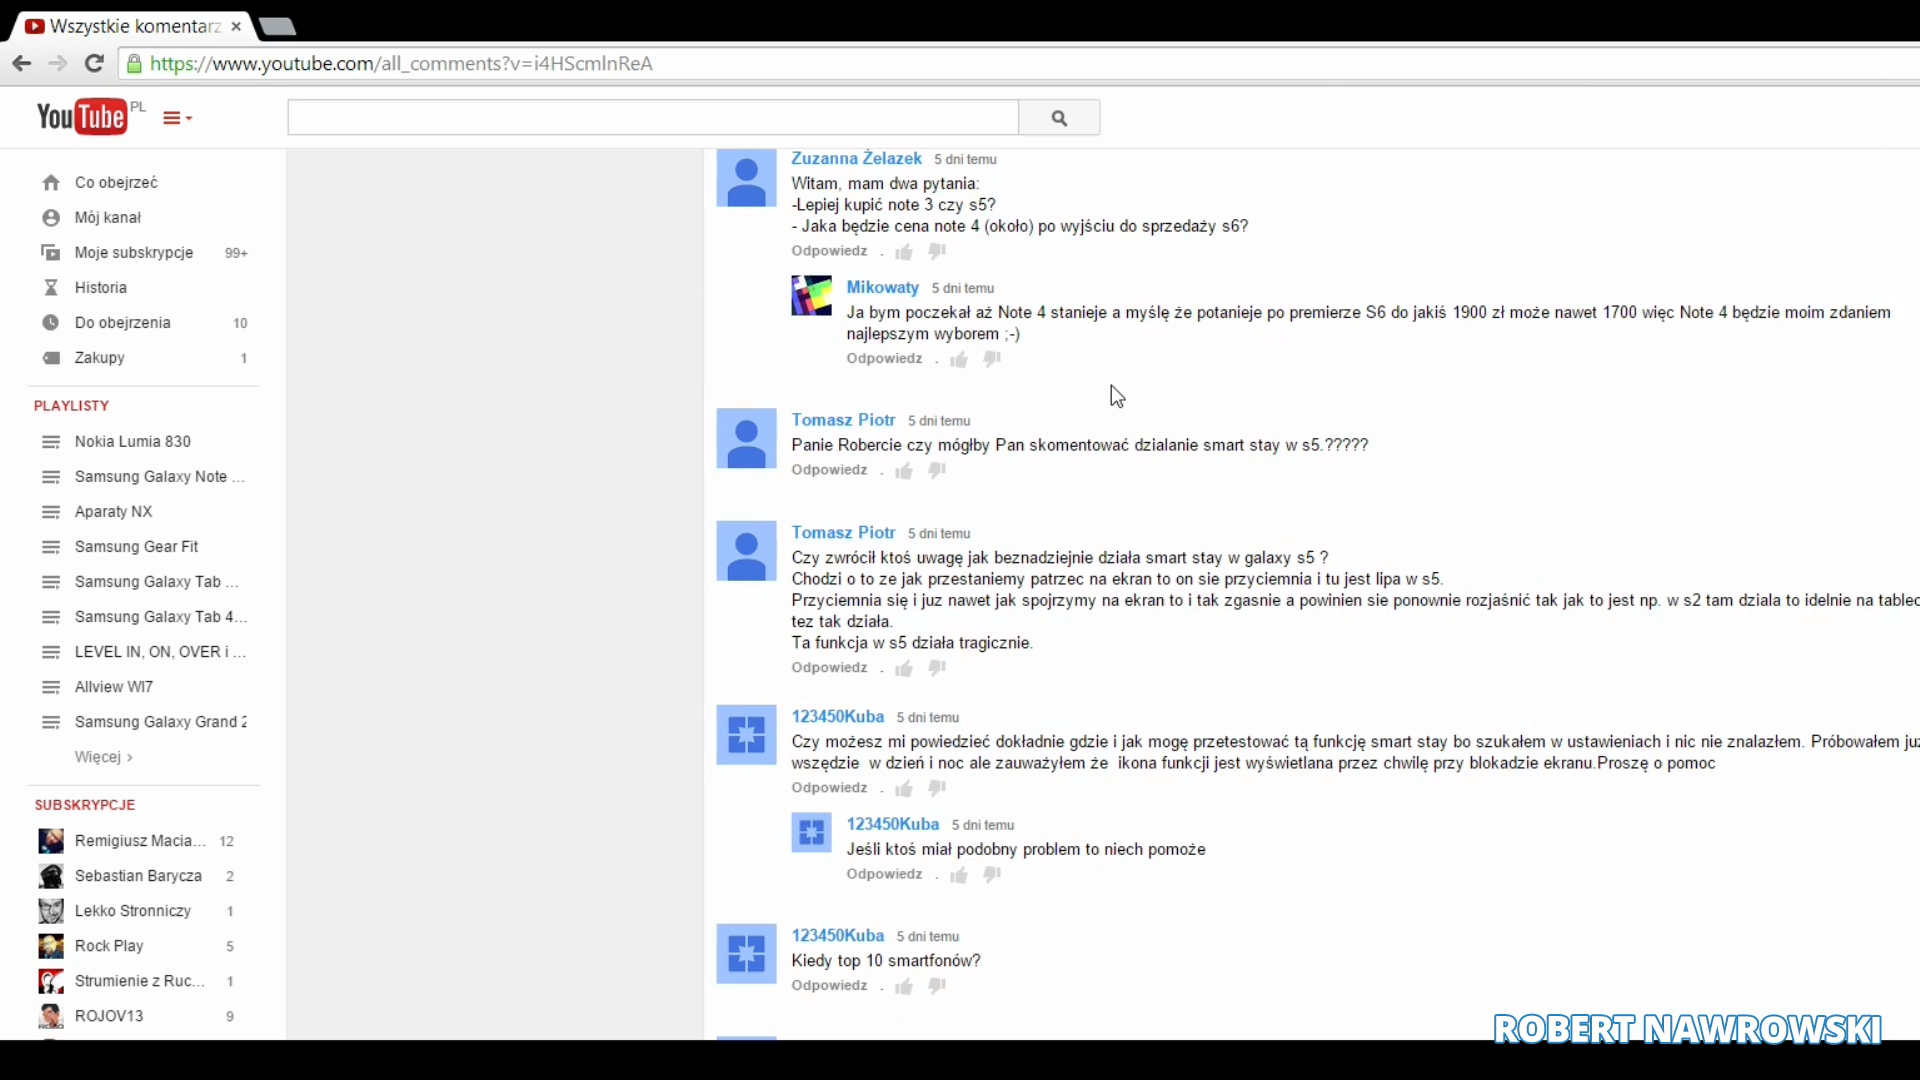 Wszystkie komentarz
https://www.youtube.com/all_comments?v=i4HScmlnReA
YouTube PL
Co obejrzeć
Mój kanał
Moje subskrypcje 99+
Historia
Do obejrzenia 10
Zakupy 1
PLAYLISTY
Nokia Lumia 830
Samsung Galaxy Note ...
Aparaty NX
Samsung Gear Fit
Samsung Galaxy Tab ...
Samsung Galaxy Tab 4...
LEVEL IN, ON, OVER i ...
Allview WI7
Samsung Galaxy Grand 2
Więcej ›
SUBSKRYPCJE
Remigiusz Macia... 12
Sebastian Barycza 2
Lekko Stronniczy 1
Rock Play 5
Strumienie z Ruc... 1
ROJOV13 9
Zuzanna Żelazek 5 dni temu
Witam, mam dwa pytania:
-Lepiej kupić note 3 czy s5?
- Jaka będzie cena note 4 (około) po wyjściu do sprzedaży s6?
Odpowiedz .
Mikowaty 5 dni temu
Ja bym poczekał aż Note 4 stanieje a myślę że potanieje po premierze S6 do jakiś 1900 zł może nawet 1700 więc Note 4 będzie moim zdaniem
najlepszym wyborem ;-)
Odpowiedz .
Tomasz Piotr 5 dni temu
Panie Robercie czy mógłby Pan skomentować dzialanie smart stay w s5.?????
Odpowiedz .
Tomasz Piotr 5 dni temu
Czy zwrócił ktoś uwagę jak beznadziejnie działa smart stay w galaxy s5 ?
Chodzi o to ze jak przestaniemy patrzec na ekran to on sie przyciemnia i tu jest lipa w s5.
Przyciemnia się i juz nawet jak spojrzymy na ekran to i tak zgasnie a powinien sie ponownie rozjaśnić tak jak to jest np. w s2 tam dziala to idelnie na tablec
tez tak działa.
Ta funkcja w s5 działa tragicznie.
Odpowiedz .
123450Kuba 5 dni temu
Czy możesz mi powiedzieć dokładnie gdzie i jak mogę przetestować tą funkcję smart stay bo szukałem w ustawieniach i nic nie znalazłem. Próbowałem już
wszędzie w dzień i noc ale zauważyłem że ikona funkcji jest wyświetlana przez chwilę przy blokadzie ekranu.Proszę o pomoc
Odpowiedz .
123450Kuba 5 dni temu
Jeśli ktoś miał podobny problem to niech pomoże
Odpowiedz .
123450Kuba 5 dni temu
Kiedy top 10 smartfonów?
Odpowiedz .
ROBERT NAWROWSKI